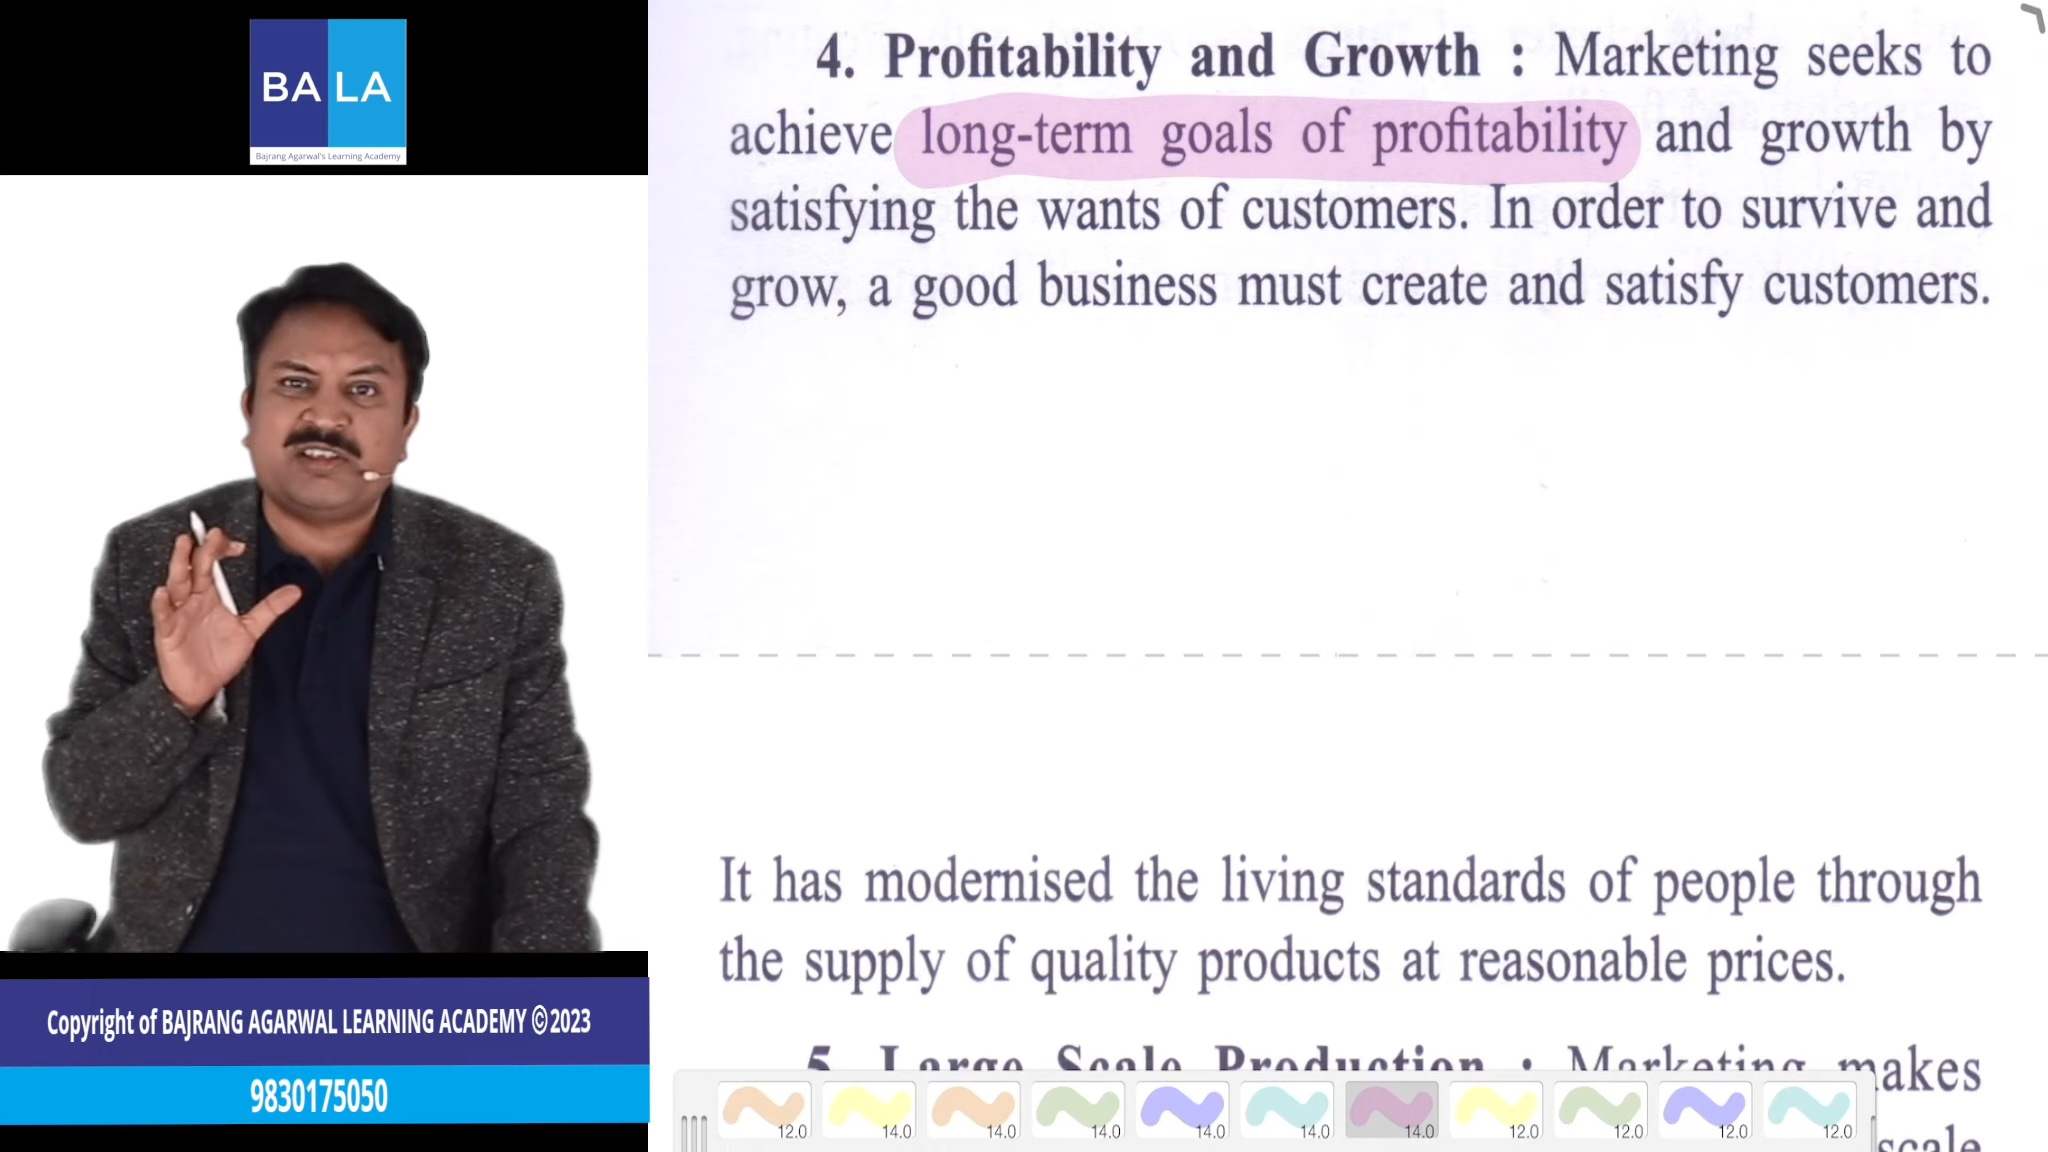 BA LA
Bajrang Agarwal's Learning Academy
4. Profitability and Growth : Marketing seeks to
achieve long-term goals of profitability and growth by
satisfying the wants of customers. In order to survive and
grow, a good business must create and satisfy customers.
It has modernised the living standards of people through
the supply of quality products at reasonable prices.
5. Large Scale Production : Marketing makes
scale
12.0 14.0 14.0 14.0 14.0 14.0 14.0 12.0 12.0 12.0 12.0
Copyright of BAJRANG AGARWAL LEARNING ACADEMY ©2023
9830175050